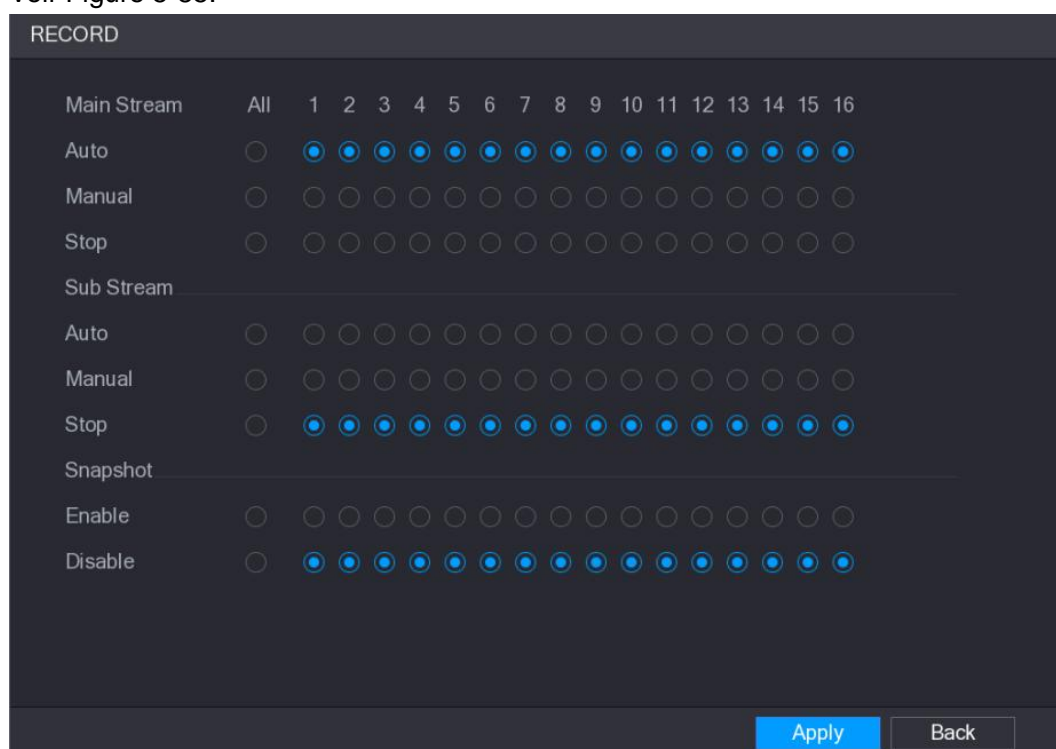 RECORD
Main Stream All 1 2 3 4 5 6 7 8 9 10 11 12 13 14 15 16
Auto
Manual
Stop
Sub Stream
Auto
Manual
Stop
Snapshot
Enable
Disable
Apply Back